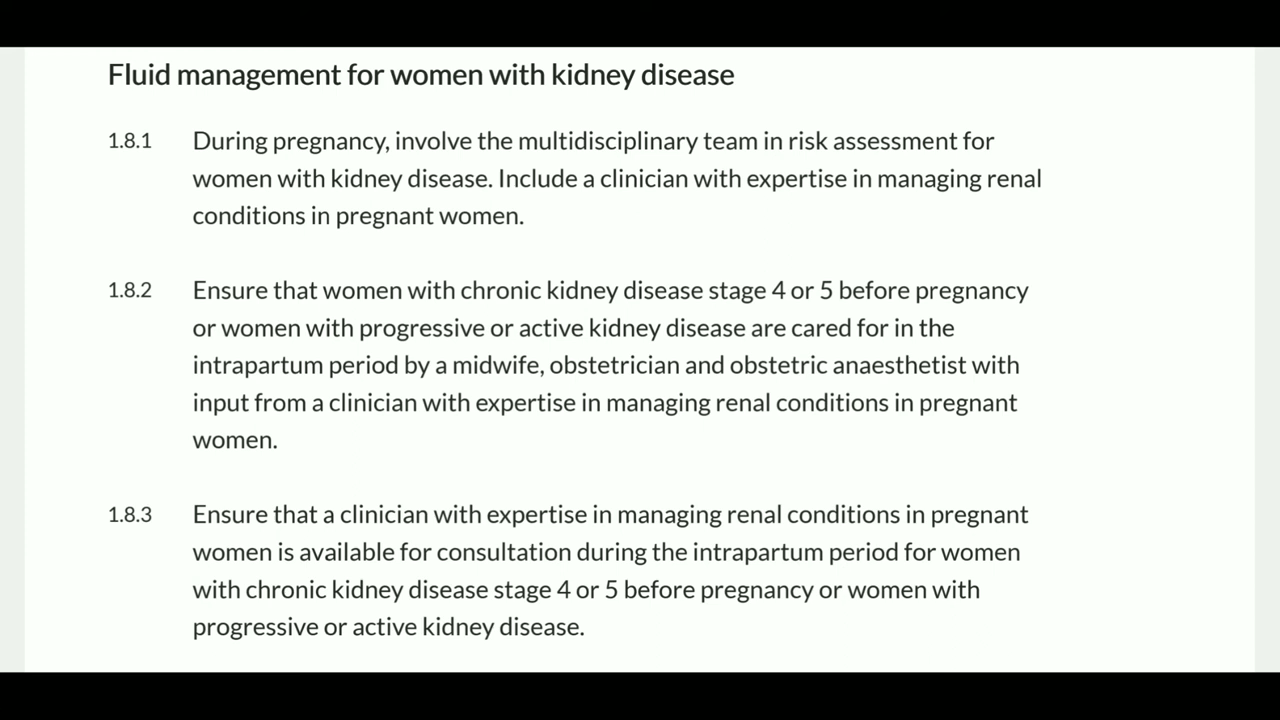 Fluid management for women with kidney disease
1.8.1 During pregnancy, involve the multidisciplinary team in risk assessment for
women with kidney disease. Include a clinician with expertise in managing renal
conditions in pregnant women.
1.8.2 Ensure that women with chronic kidney disease stage 4 or 5 before pregnancy
or women with progressive or active kidney disease are cared for in the
intrapartum period by a midwife, obstetrician and obstetric anaesthetist with
input from a clinician with expertise in managing renal conditions in pregnant
women.
1.8.3 Ensure that a clinician with expertise in managing renal conditions in pregnant
women is available for consultation during the intrapartum period for women
with chronic kidney disease stage 4 or 5 before pregnancy or women with
progressive or active kidney disease.